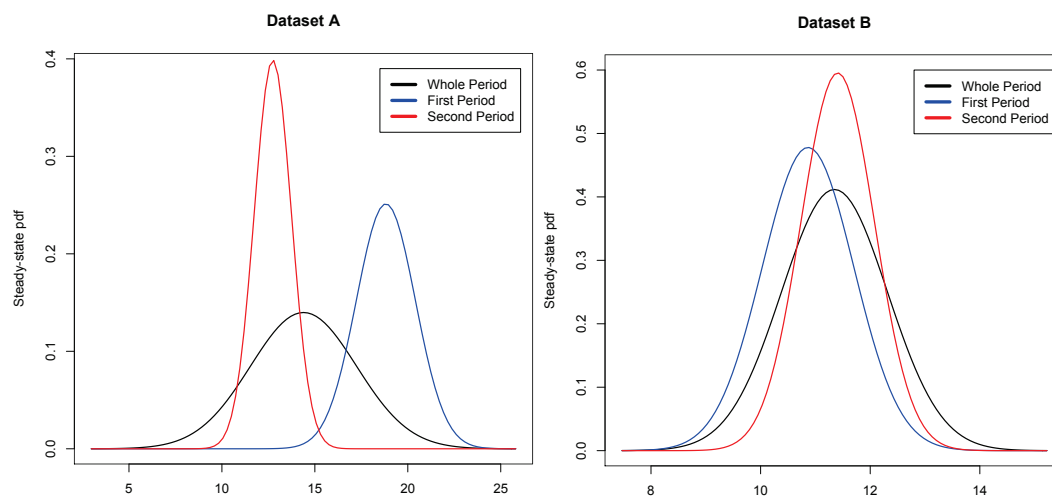 Dataset A
Steady-state pdf
0.0
0.1
0.2
0.3
0.4
5
10
15
20
25
Whole Period
First Period
Second Period
Dataset B
Steady-state pdf
0.0
0.1
0.2
0.3
0.4
0.5
0.6
8
10
12
14
Whole Period
First Period
Second Period